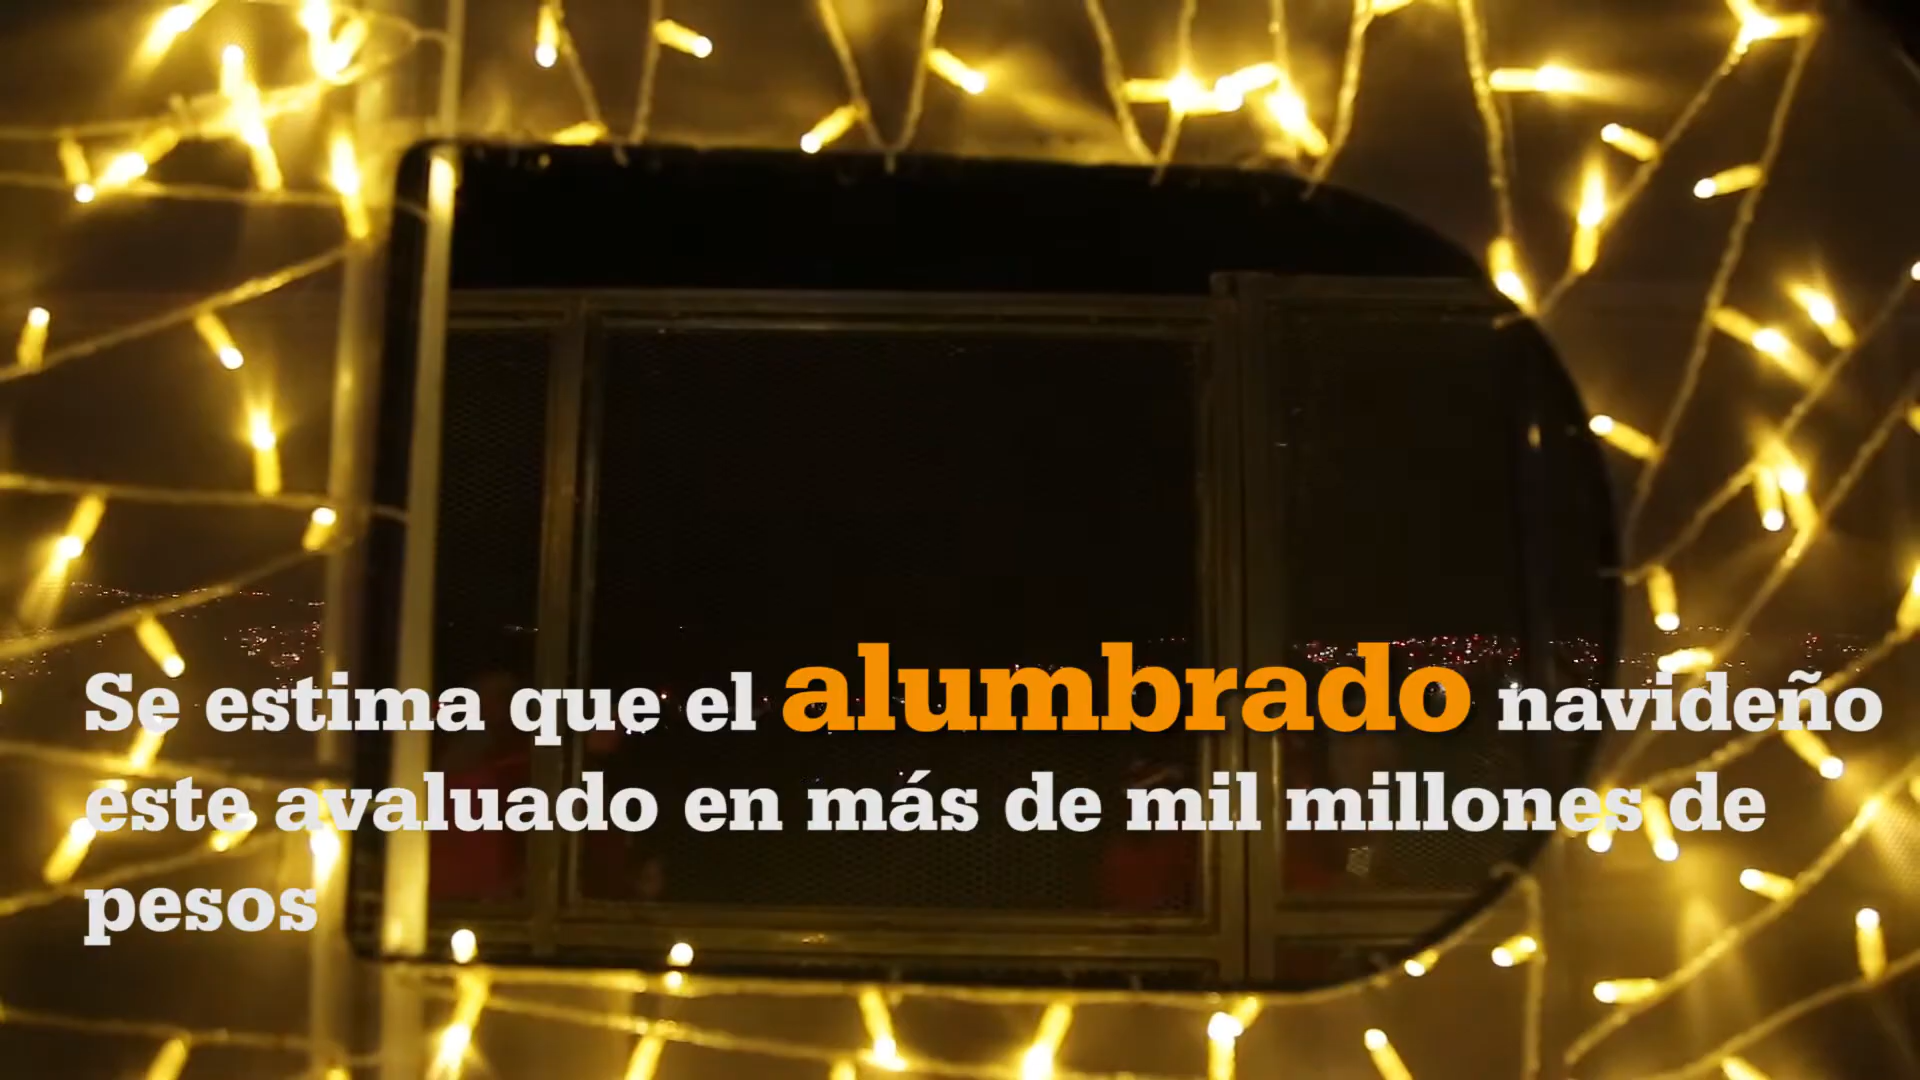 Se estima que el alumbrado navideño
este avaluado en más de mil millones de
pesos